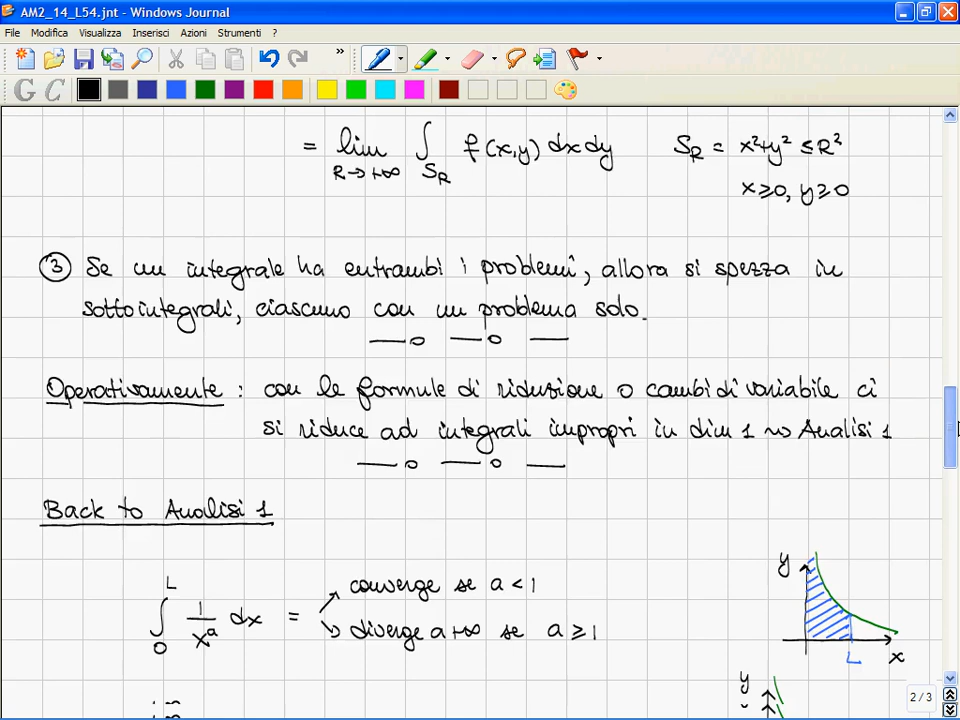 AM2_14_L54.jnt - Windows Journal
File Modifica Visualizza Inserisci Azioni Strumenti ?
G C
= lim R→+∞ ∫ S_R f(x,y) dx dy S_R = x²+y² ≤ R²
x≥0, y≥0
③ Se un integrale ha entrambi i problemi, allora si spezza in
sottointegrali, ciascuno con un problema solo.
Operativamente : con le formule di riduzione o cambi di variabile ci
si riduce ad integrali impropri in dim 1 ⇝ Analisi 1
Back to Analisi 1
∫₀^L 1/x^a dx = converge se a < 1
diverge a +∞ se a ≥ 1
y
L
x
y
2/3